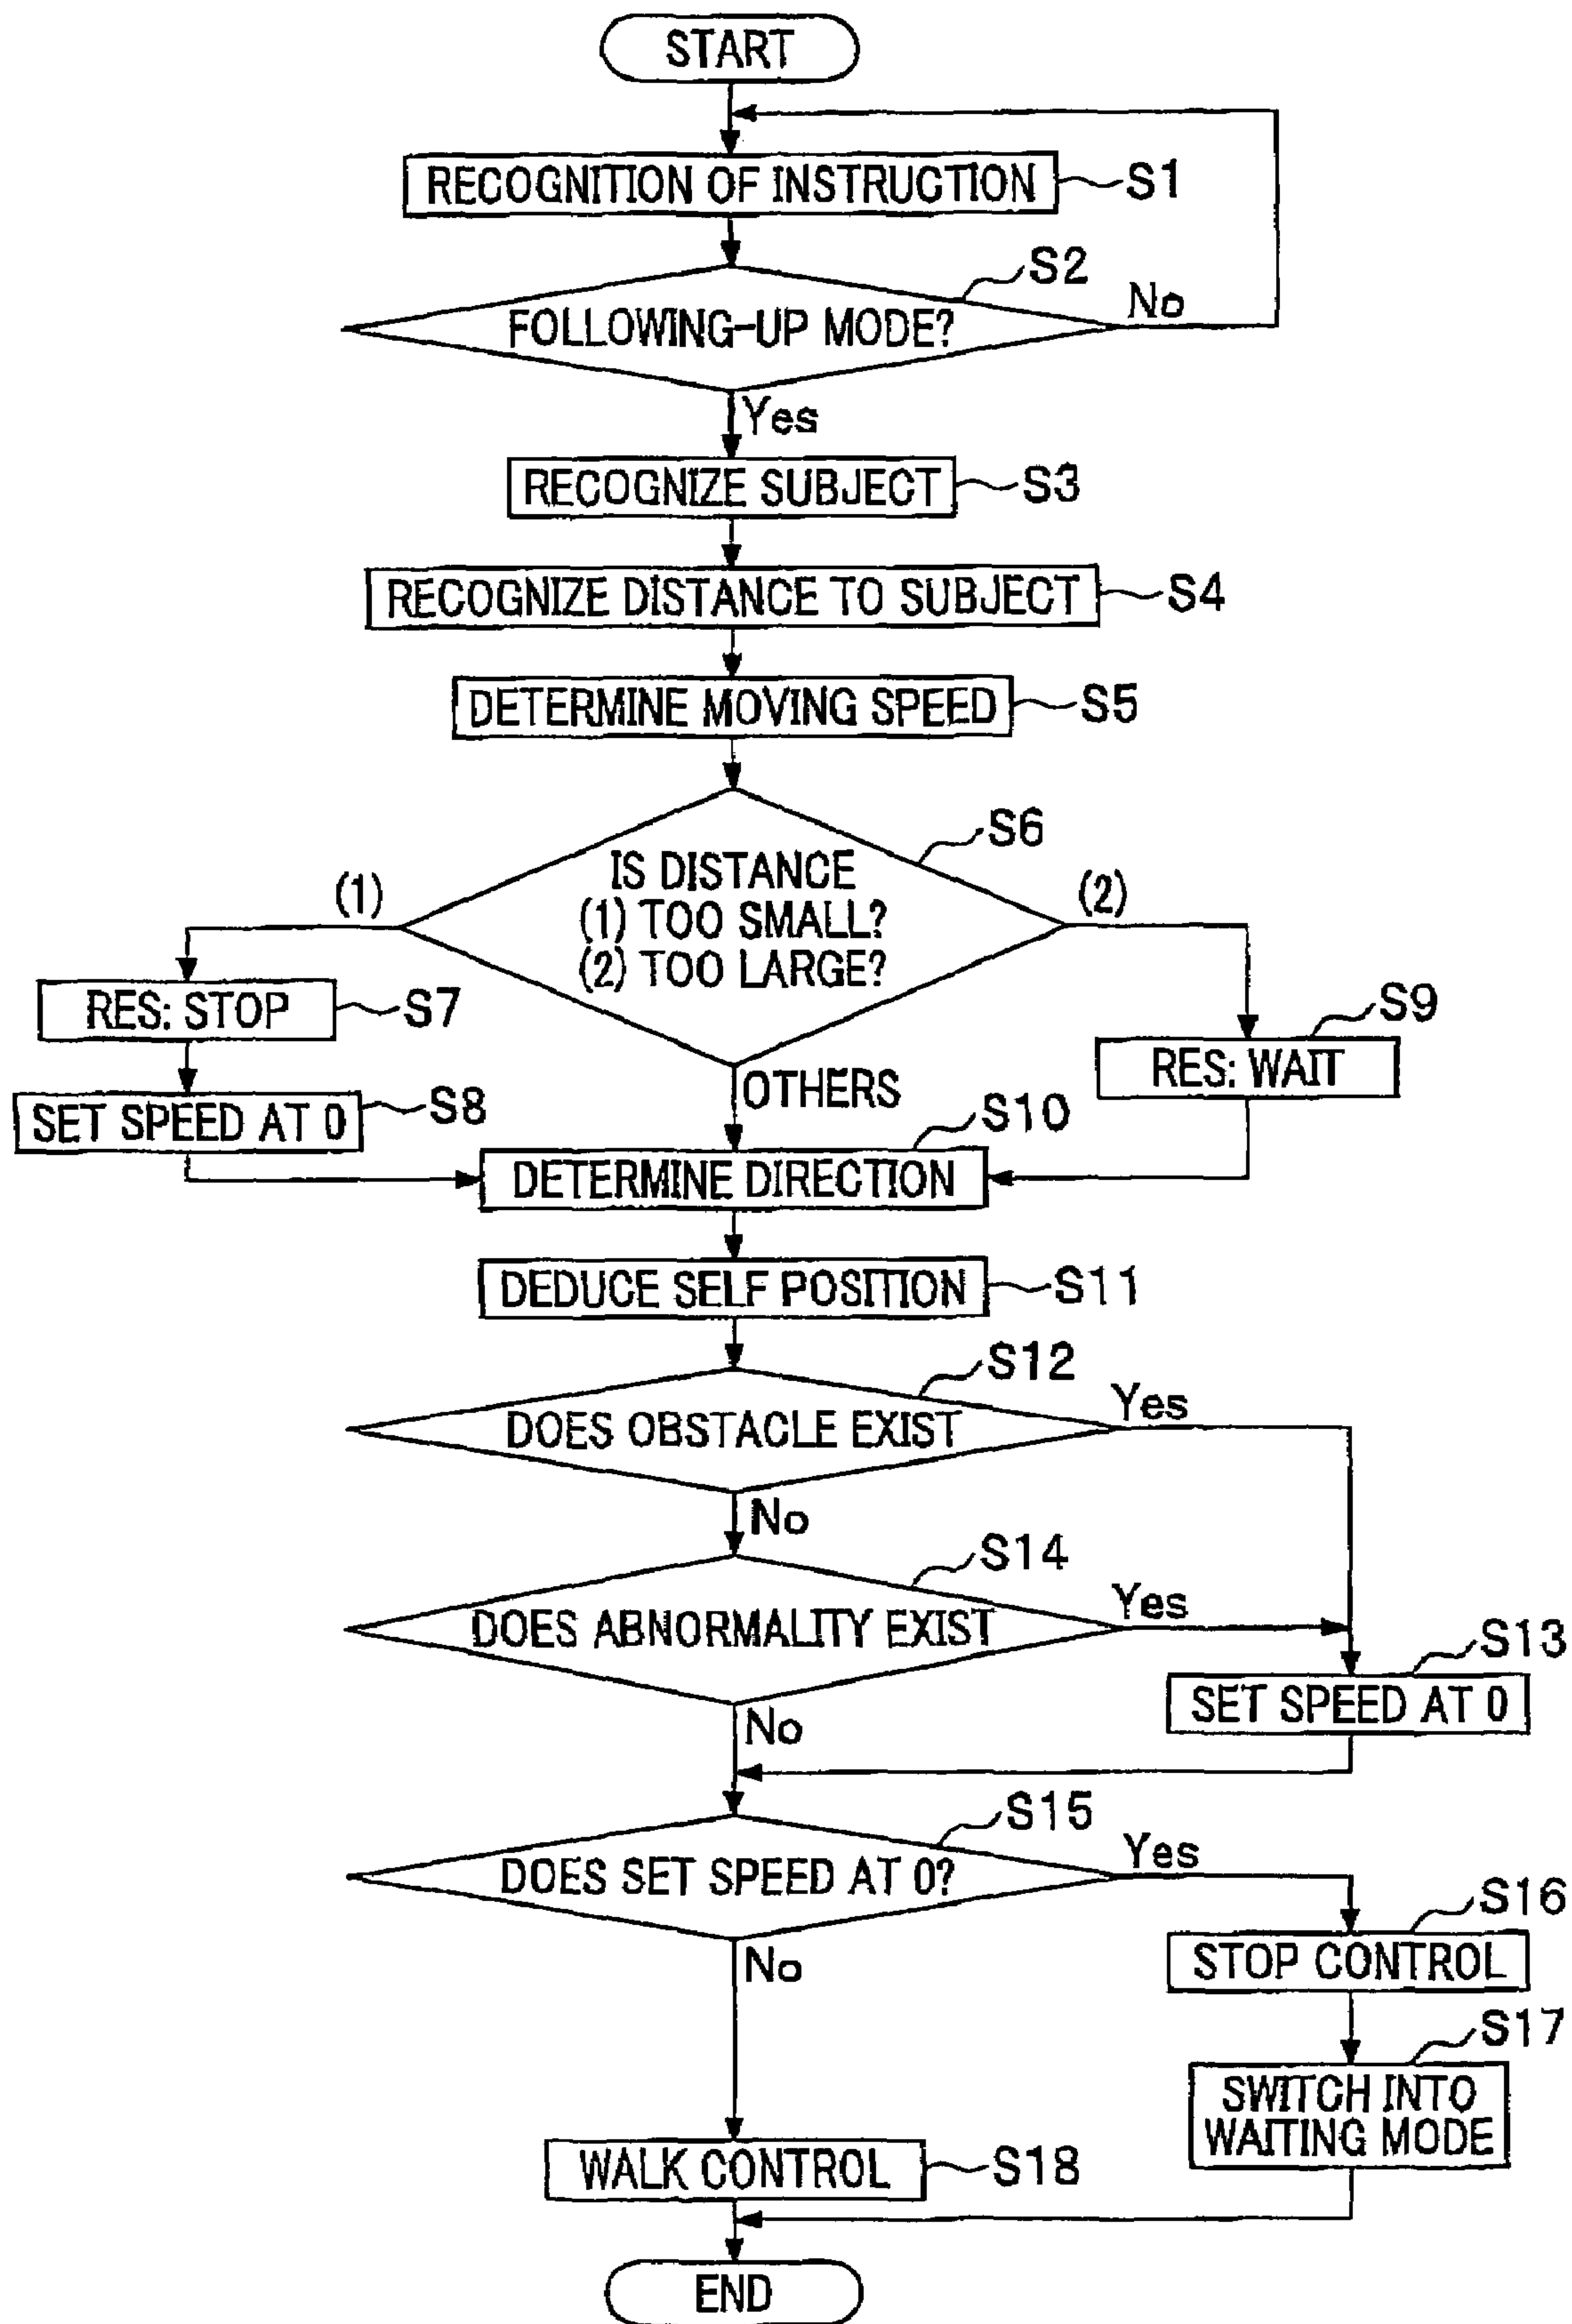 START
RECOGNITION OF INSTRUCTION
S1
S2
FOLLOWING-UP MODE?
No
Yes
RECOGNIZE SUBJECT
S3
RECOGNIZE DISTANCE TO SUBJECT
S4
DETERMINE MOVING SPEED
S5
S6
IS DISTANCE
(1) TOO SMALL?
(2) TOO LARGE?
(1)
(2)
RES: STOP
S7
S9
RES: WAIT
SET SPEED AT 0
S8
OTHERS
S10
DETERMINE DIRECTION
DEDUCE SELF POSITION
S11
S12
DOES OBSTACLE EXIST
Yes
No
S14
DOES ABNORMALITY EXIST
Yes
S13
SET SPEED AT 0
No
S15
DOES SET SPEED AT 0?
Yes
S16
STOP CONTROL
No
S17
SWITCH INTO
WAITING MODE
WALK CONTROL
S18
END